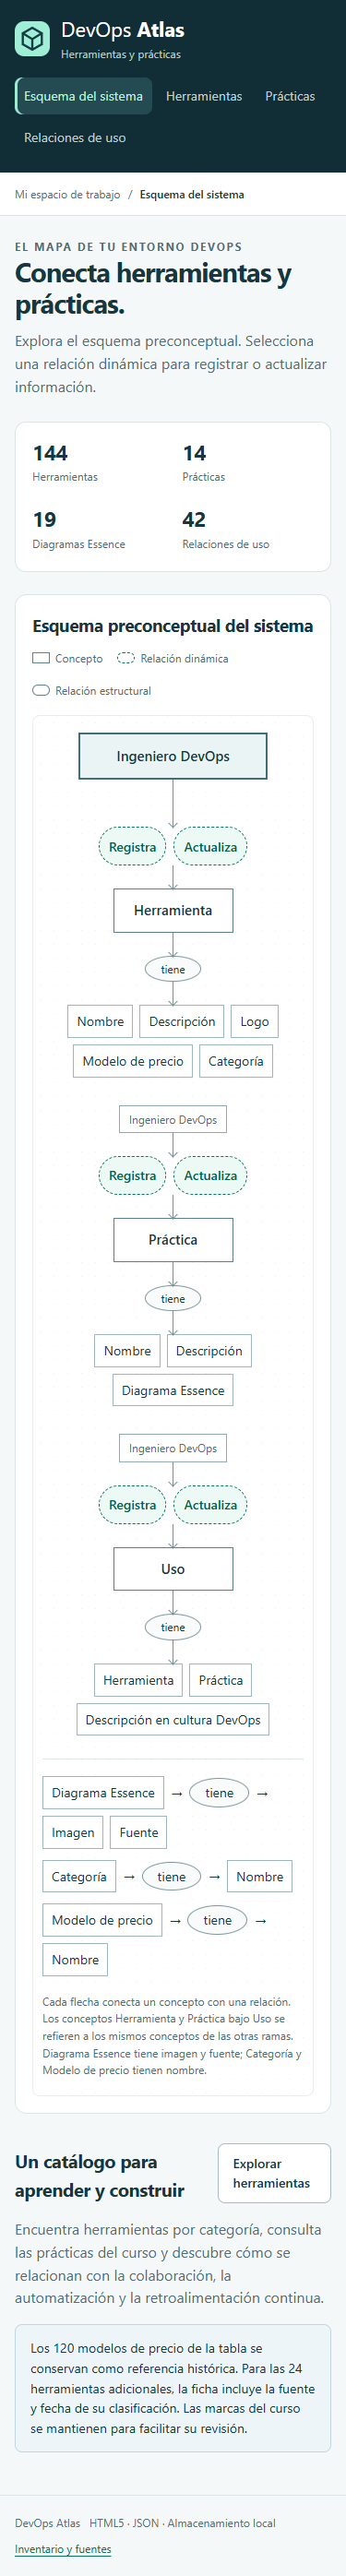 DevOps Atlas
Herramientas y prácticas
Esquema del sistema Herramientas Prácticas
Relaciones de uso
Mi espacio de trabajo / Esquema del sistema
EL MAPA DE TU ENTORNO DEVOPS
Conecta herramientas y
prácticas.
Explora el esquema preconceptual. Selecciona
una relación dinámica para registrar o actualizar
información.
144 14
Herramientas Prácticas
19 42
Diagramas Essence Relaciones de uso
Esquema preconceptual del sistema
Concepto Relación dinámica
Relación estructural
Ingeniero DevOps
Registra Actualiza
Herramienta
tiene
Nombre Descripción Logo
Modelo de precio Categoría
Ingeniero DevOps
Registra Actualiza
Práctica
tiene
Nombre Descripción
Diagrama Essence
Ingeniero DevOps
Registra Actualiza
Uso
tiene
Herramienta Práctica
Descripción en cultura DevOps
Diagrama Essence → tiene →
Imagen Fuente
Categoría → tiene → Nombre
Modelo de precio → tiene →
Nombre
Cada flecha conecta un concepto con una relación.
Los conceptos Herramienta y Práctica bajo Uso se
refieren a los mismos conceptos de las otras ramas.
Diagrama Essence tiene imagen y fuente; Categoría y
Modelo de precio tienen nombre.
Un catálogo para
aprender y construir
Explorar
herramientas
Encuentra herramientas por categoría, consulta
las prácticas del curso y descubre cómo se
relacionan con la colaboración, la
automatización y la retroalimentación continua.
Los 120 modelos de precio de la tabla se
conservan como referencia histórica. Para las 24
herramientas adicionales, la ficha incluye la fuente
y fecha de su clasificación. Las marcas del curso
se mantienen para facilitar su revisión.
DevOps Atlas HTML5 · JSON · Almacenamiento local
Inventario y fuentes